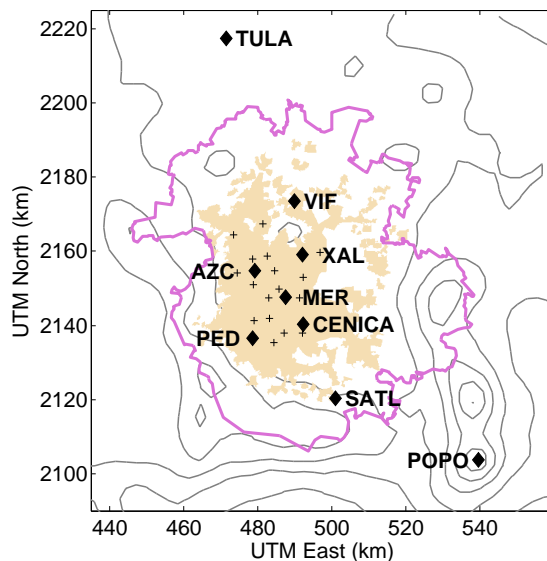 2220
TULA
2200
2180
VIF
2160
XAL
AZC
MER
2140
CENICA
PED
2120
SATL
2100
POPO
UTM North (km)
440 460 480 500 520 540
UTM East (km)